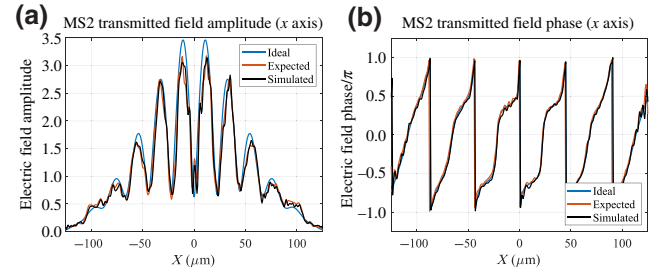 (a)
MS2 transmitted field amplitude (x axis)
Electric field amplitude
3.5
3.0
2.5
2.0
1.5
1.0
0.5
0.0
−100
−50
0
50
100
X (μm)
Ideal
Expected
Simulated
(b)
MS2 transmitted field phase (x axis)
Electric field phase/π
1.0
0.5
0.0
−0.5
−1.0
−100
−50
0
50
100
X (μm)
Ideal
Expected
Simulated